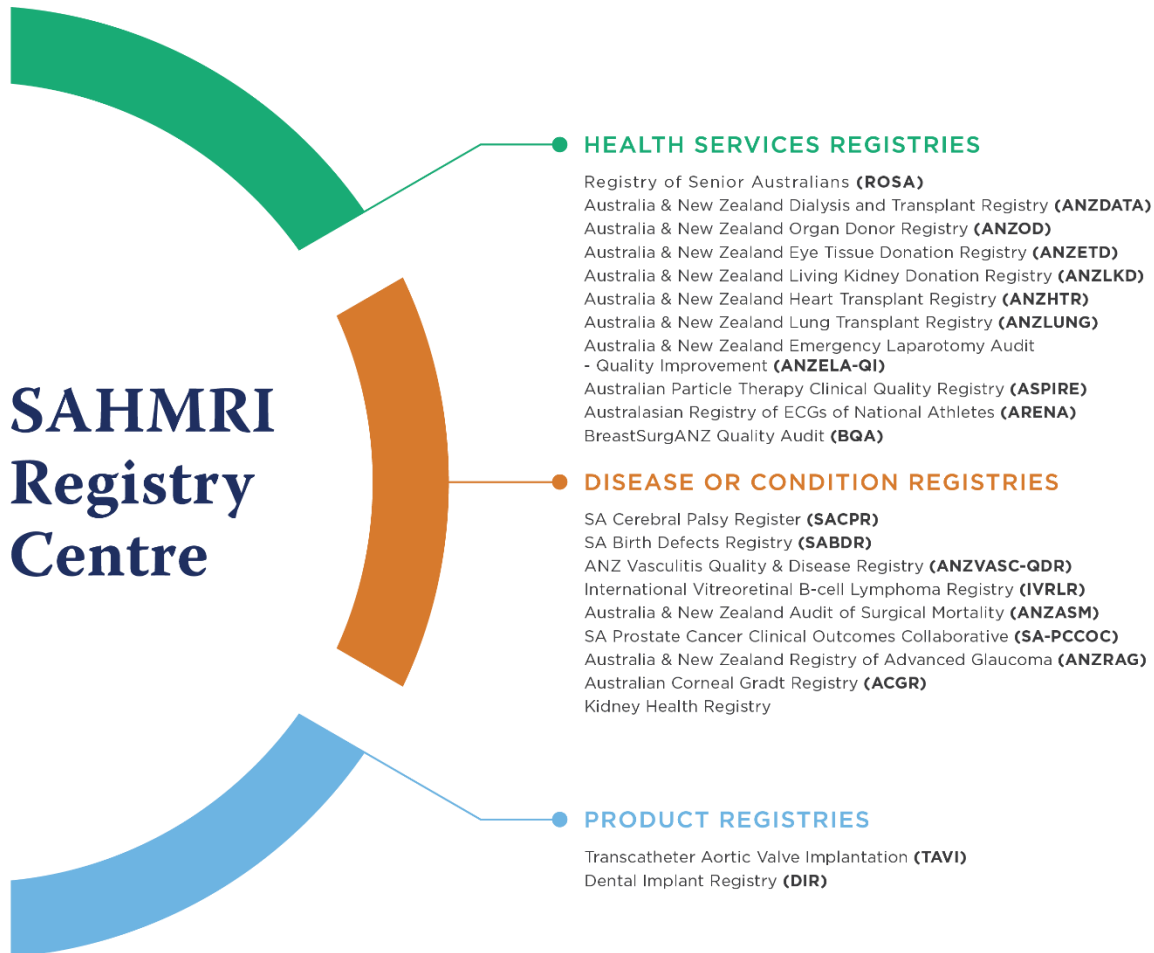 SAHMRI
Registry
Centre
HEALTH SERVICES REGISTRIES
Registry of Senior Australians (ROSA)
Australia & New Zealand Dialysis and Transplant Registry (ANZDATA)
Australia & New Zealand Organ Donor Registry (ANZOD)
Australia & New Zealand Eye Tissue Donation Registry (ANZETD)
Australia & New Zealand Living Kidney Donation Registry (ANZLKD)
Australia & New Zealand Heart Transplant Registry (ANZHTR)
Australia & New Zealand Lung Transplant Registry (ANZLUNG)
Australia & New Zealand Emergency Laparotomy Audit
- Quality Improvement (ANZELA-QI)
Australian Particle Therapy Clinical Quality Registry (ASPIRE)
Australasian Registry of ECGs of National Athletes (ARENA)
BreastSurgANZ Quality Audit (BQA)
DISEASE OR CONDITION REGISTRIES
SA Cerebral Palsy Register (SACPR)
SA Birth Defects Registry (SABDR)
ANZ Vasculitis Quality & Disease Registry (ANZVASC-QDR)
International Vitreoretinal B-cell Lymphoma Registry (IVRLR)
Australia & New Zealand Audit of Surgical Mortality (ANZASM)
SA Prostate Cancer Clinical Outcomes Collaborative (SA-PCCOC)
Australia & New Zealand Registry of Advanced Glaucoma (ANZRAG)
Australian Corneal Gradt Registry (ACGR)
Kidney Health Registry
PRODUCT REGISTRIES
Transcatheter Aortic Valve Implantation (TAVI)
Dental Implant Registry (DIR)